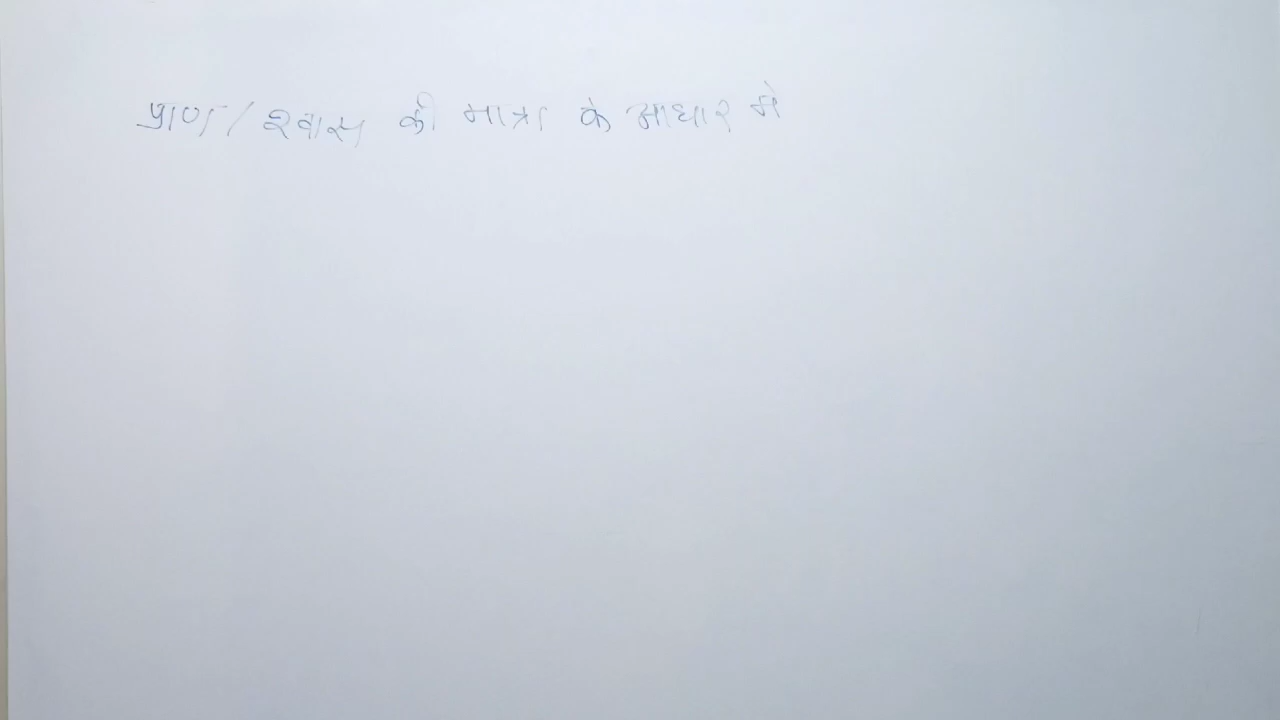 प्राण/श्वास की मात्रा के आधार में